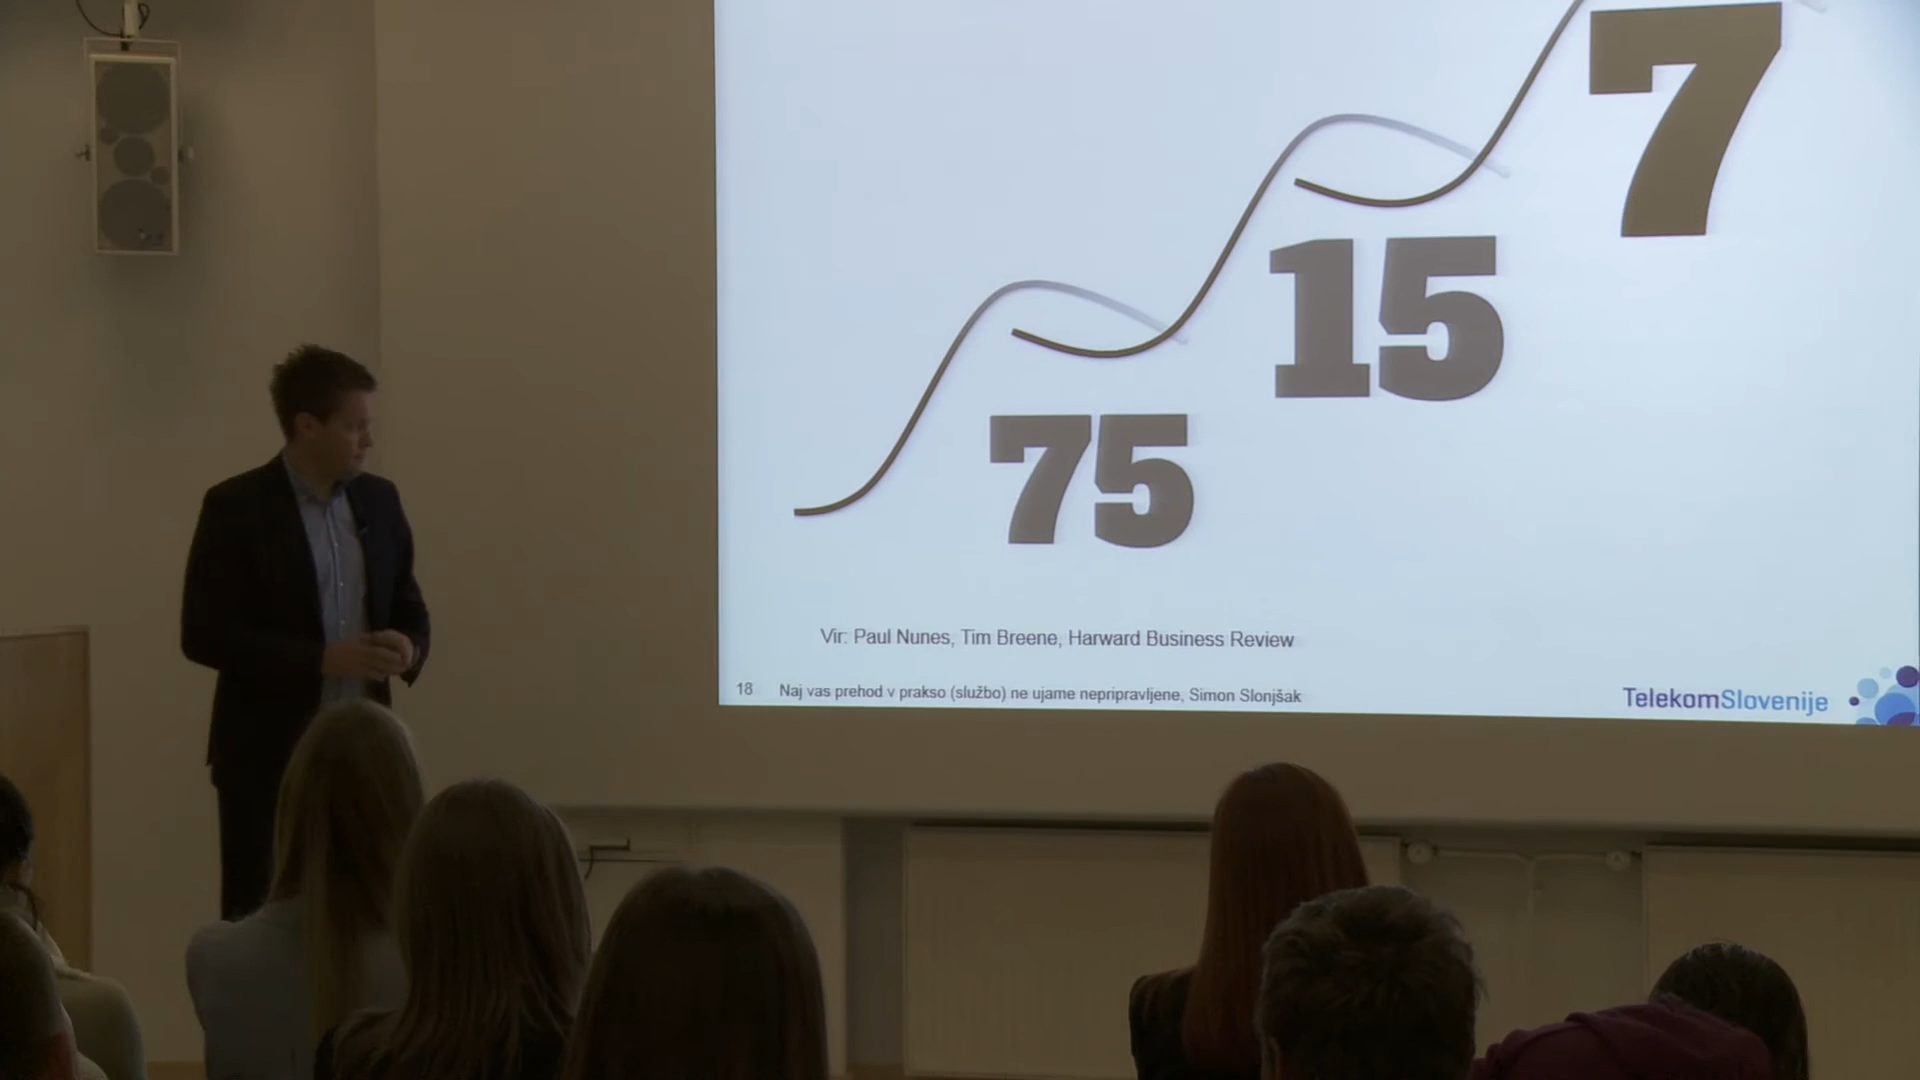 7
15
75
Vir: Paul Nunes, Tim Breene, Harward Business Review
18 Naj vas prehod v prakso (službo) ne ujame nepripravljene, Simon Slonjšak
TelekomSlovenije